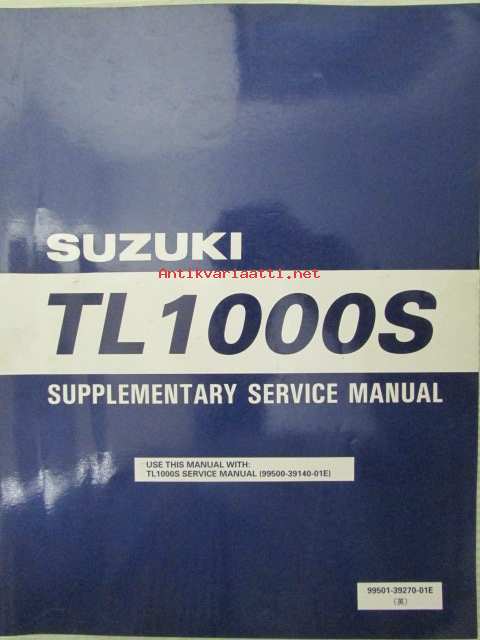 SUZUKI
Antikvariaatti.net
TL1000S
SUPPLEMENTARY SERVICE MANUAL
USE THIS MANUAL WITH:
TL1000S SERVICE MANUAL (99500-39140-01E)
99501-39270-01E
(英)